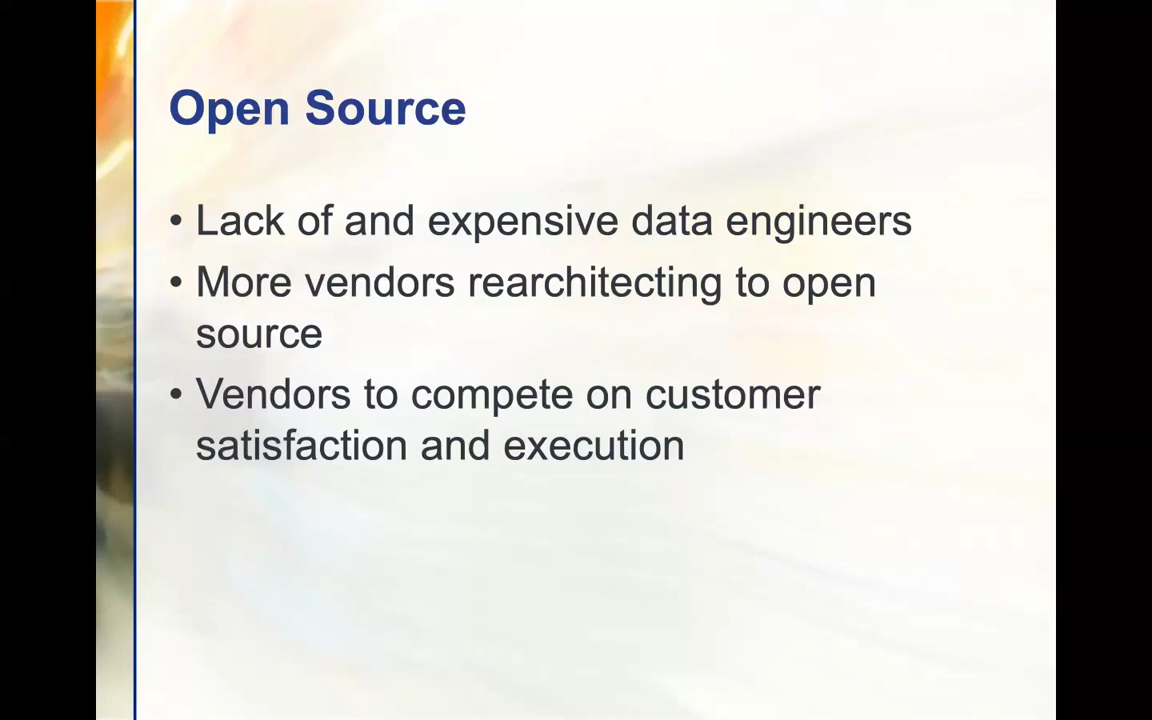 Open Source
• Lack of and expensive data engineers
• More vendors rearchitecting to open
source
• Vendors to compete on customer
satisfaction and execution